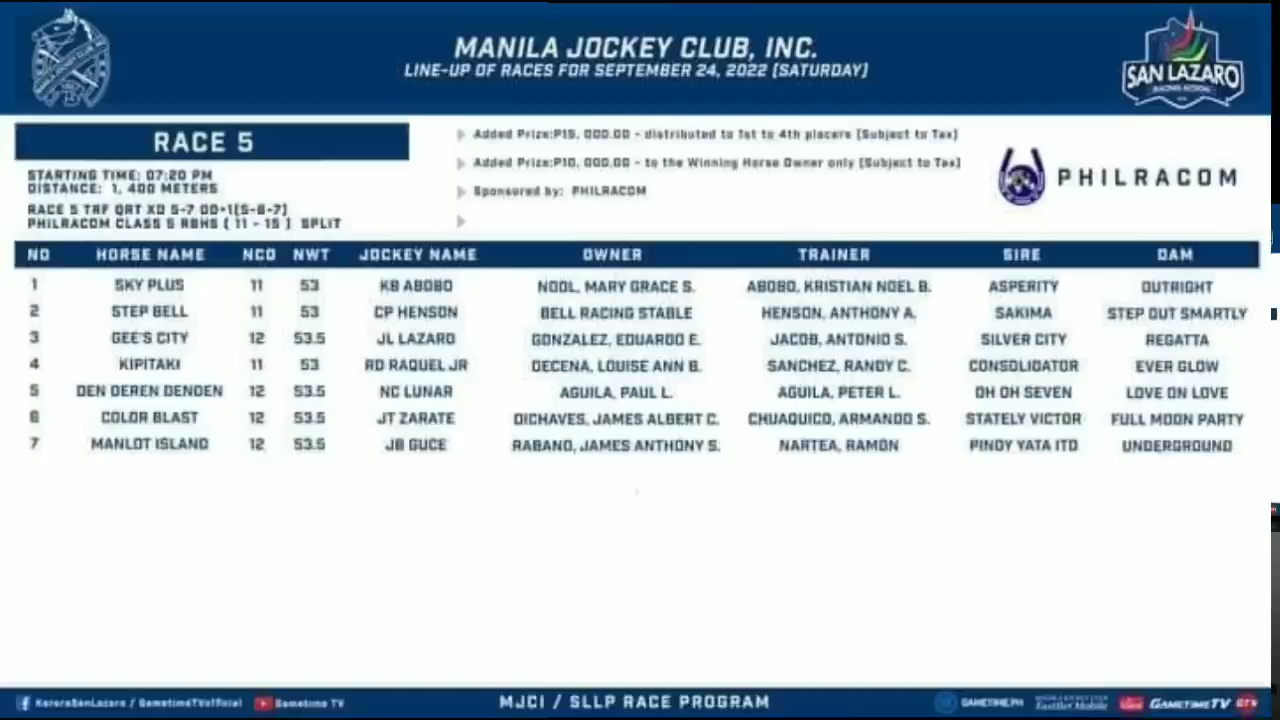 MANILA JOCKEY CLUB, INC.
LINE-UP OF RACES FOR SEPTEMBER 24, 2022 (SATURDAY)
SAN LAZARO
RACE 5
STARTING TIME: 07:20 PM
DISTANCE: 1, 400 METERS
RACE 5 TRF QRT XD 5-7 DD+1(5-6-7)
PHILRACOM CLASS 5 RBHS ( 11 - 15 ) SPLIT
Added Prize:P15, 000.00 - distributed to 1st to 4th placers (Subject to Tax)
Added Prize:P10, 000.00 - to the Winning Horse Owner only (Subject to Tax)
Sponsored by: PHILRACOM
PHILRACOM
NO HORSE NAME NCO NWT JOCKEY NAME OWNER TRAINER SIRE DAM
1 SKY PLUS 11 53 KB ABOBO NOOL, MARY GRACE S. ABOBO, KRISTIAN NOEL B. ASPERITY OUTRIGHT
2 STEP BELL 11 53 CP HENSON BELL RACING STABLE HENSON, ANTHONY A. SAKIMA STEP OUT SMARTLY
3 GEE'S CITY 12 53.5 JL LAZARO GONZALEZ, EDUARDO E. JACOB, ANTONIO S. SILVER CITY REGATTA
4 KIPITAKI 11 53 RD RAQUEL JR DECENA, LOUISE ANN B. SANCHEZ, RANDY C. CONSOLIDATOR EVER GLOW
5 DEN DEREN DENDEN 12 53.5 NC LUNAR AGUILA, PAUL L. AGUILA, PETER L. OH OH SEVEN LOVE ON LOVE
6 COLOR BLAST 12 53.5 JT ZARATE DICHAVES, JAMES ALBERT C. CHUAQUICO, ARMANDO S. STATELY VICTOR FULL MOON PARTY
7 MANLOT ISLAND 12 53.5 JB GUCE RABANO, JAMES ANTHONY S. NARTEA, RAMON PINOY YATA ITO UNDERGROUND
KareraSanLazaro / GametimeTVofficial Gametime TV MJCI / SLLP RACE PROGRAM GAMETIME.PH GAMETIMETV GTV